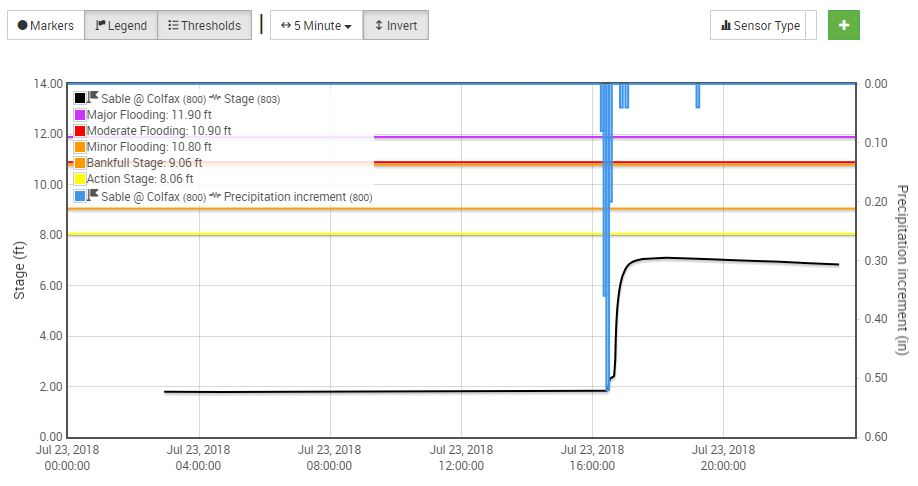 Markers Legend Thresholds 5 Minute Invert Sensor Type
Sable @ Colfax (800) Stage (803)
Major Flooding: 11.90 ft
Moderate Flooding: 10.90 ft
Minor Flooding: 10.80 ft
Bankfull Stage: 9.06 ft
Action Stage: 8.06 ft
Sable @ Colfax (800) Precipitation increment (800)
Stage (ft)
14.00
12.00
10.00
8.00
6.00
4.00
2.00
0.00
0.00
0.10
0.20
0.30
0.40
0.50
0.60
Precipitation increment (in)
Jul 23, 2018 Jul 23, 2018 Jul 23, 2018 Jul 23, 2018 Jul 23, 2018 Jul 23, 2018
00:00:00 04:00:00 08:00:00 12:00:00 16:00:00 20:00:00